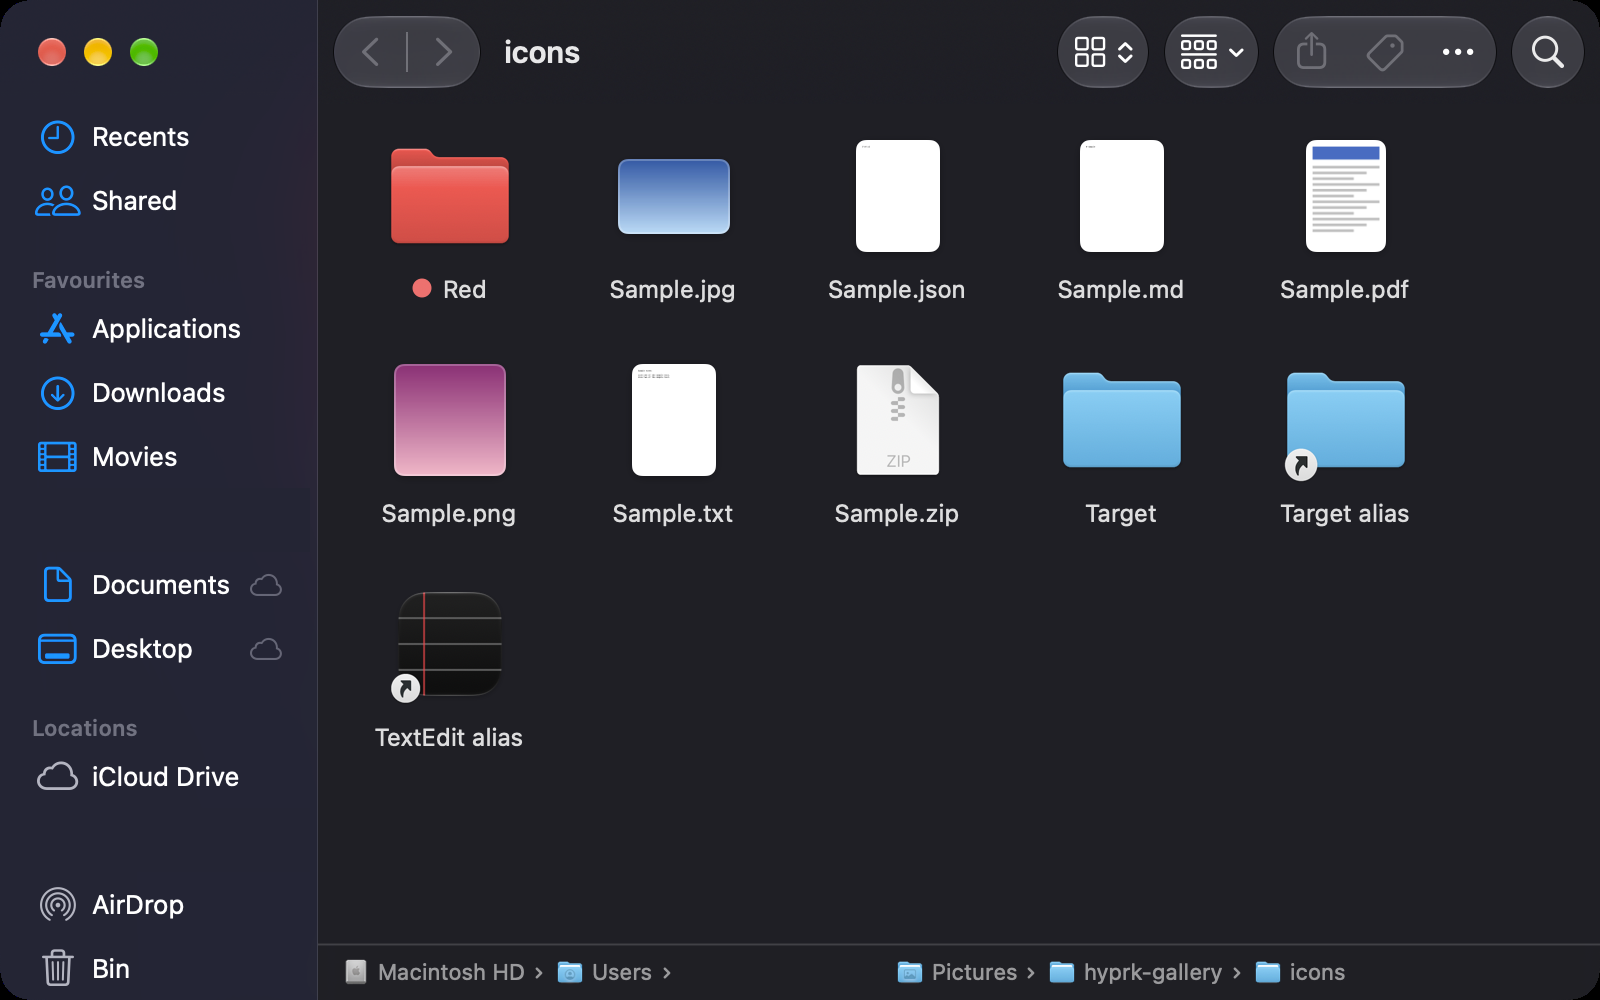 icons
Recents
Shared
Favourites
Applications
Downloads
Movies
Documents
Desktop
Locations
iCloud Drive
AirDrop
Bin
Red
Sample.jpg
Sample.json
Sample.md
Sample.pdf
Sample.png
Sample.txt
ZIP
Sample.zip
Target
Target alias
TextEdit alias
Macintosh HD › Users › Pictures › hyprk-gallery › icons